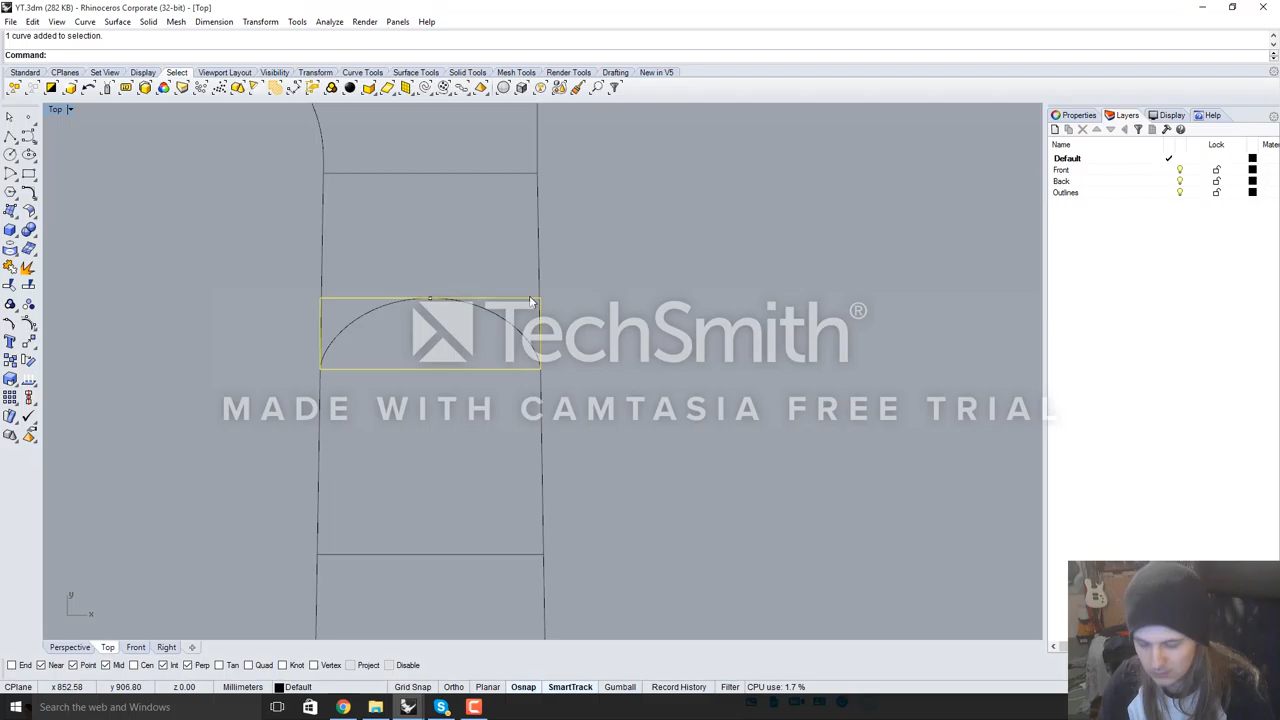 YT.3dm (282 KB) - Rhinoceros Corporate (32-bit) - [Top]
File Edit View Curve Surface Solid Mesh Dimension Transform Tools Analyze Render Panels Help
1 curve added to selection.
Command:
Standard CPlanes Set View Display Select Viewport Layout Visibility Transform Curve Tools Surface Tools Solid Tools Mesh Tools Render Tools Drafting New in V5
Top
Properties Layers Display Help
Name Lock Mater
Default
Front
Back
Outlines
TechSmith®
MADE WITH CAMTASIA FREE TRIAL
y
x
Perspective Top Front Right
End Near Point Mid Cen Int Perp Tan Quad Knot Vertex Project Disable
CPlane x 852.58 y 906.80 z 0.00 Millimeters Default Grid Snap Ortho Planar Osnap SmartTrack Gumball Record History Filter CPU use: 1.7 %
Search the web and Windows